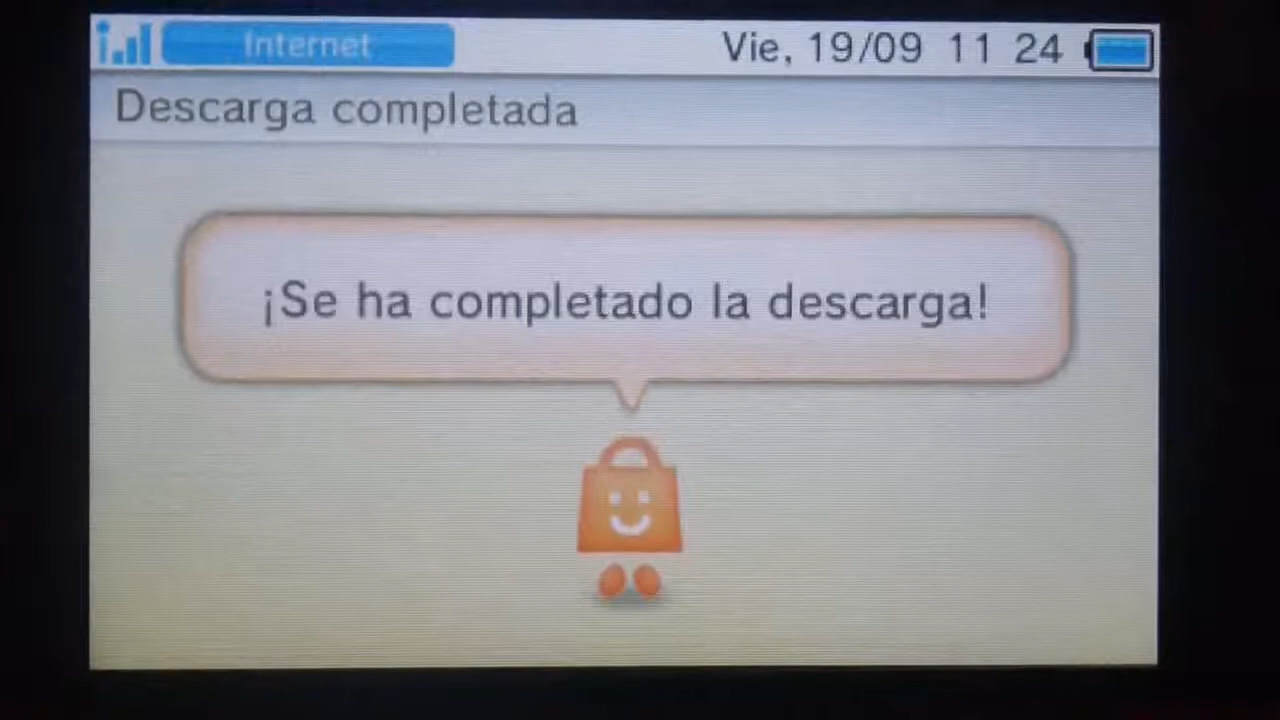 Internet
Vie, 19/09 11 24
Descarga completada
¡Se ha completado la descarga!